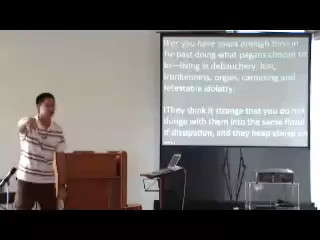 you have spent enough time in
the past doing what pagans choose to
living in debauchery, lust,
drunkenness, orgies, carousing and
detestable idolatry.
They think it strange that you do not
plunge with them into the same flood
of dissipation, and they heap abuse on